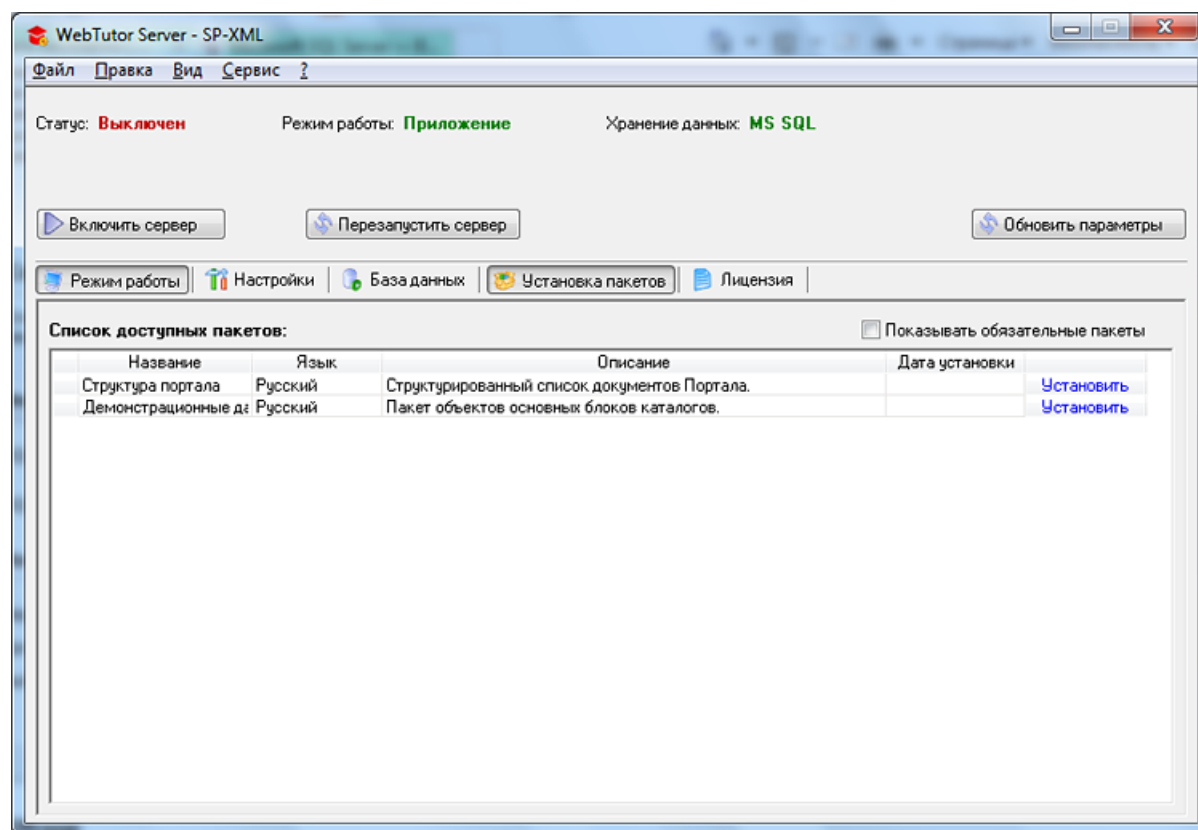 WebTutor Server - SP-XML
Файл Правка Вид Сервис ?
Статус: Выключен Режим работы: Приложение Хранение данных: MS SQL
Включить сервер Перезапустить сервер Обновить параметры
Режим работы Настройки База данных Установка пакетов Лицензия
Список доступных пакетов: Показывать обязательные пакеты
Название Язык Описание Дата установки
Структура портала Русский Структурированный список документов Портала. Установить
Демонстрационные да Русский Пакет объектов основных блоков каталогов. Установить